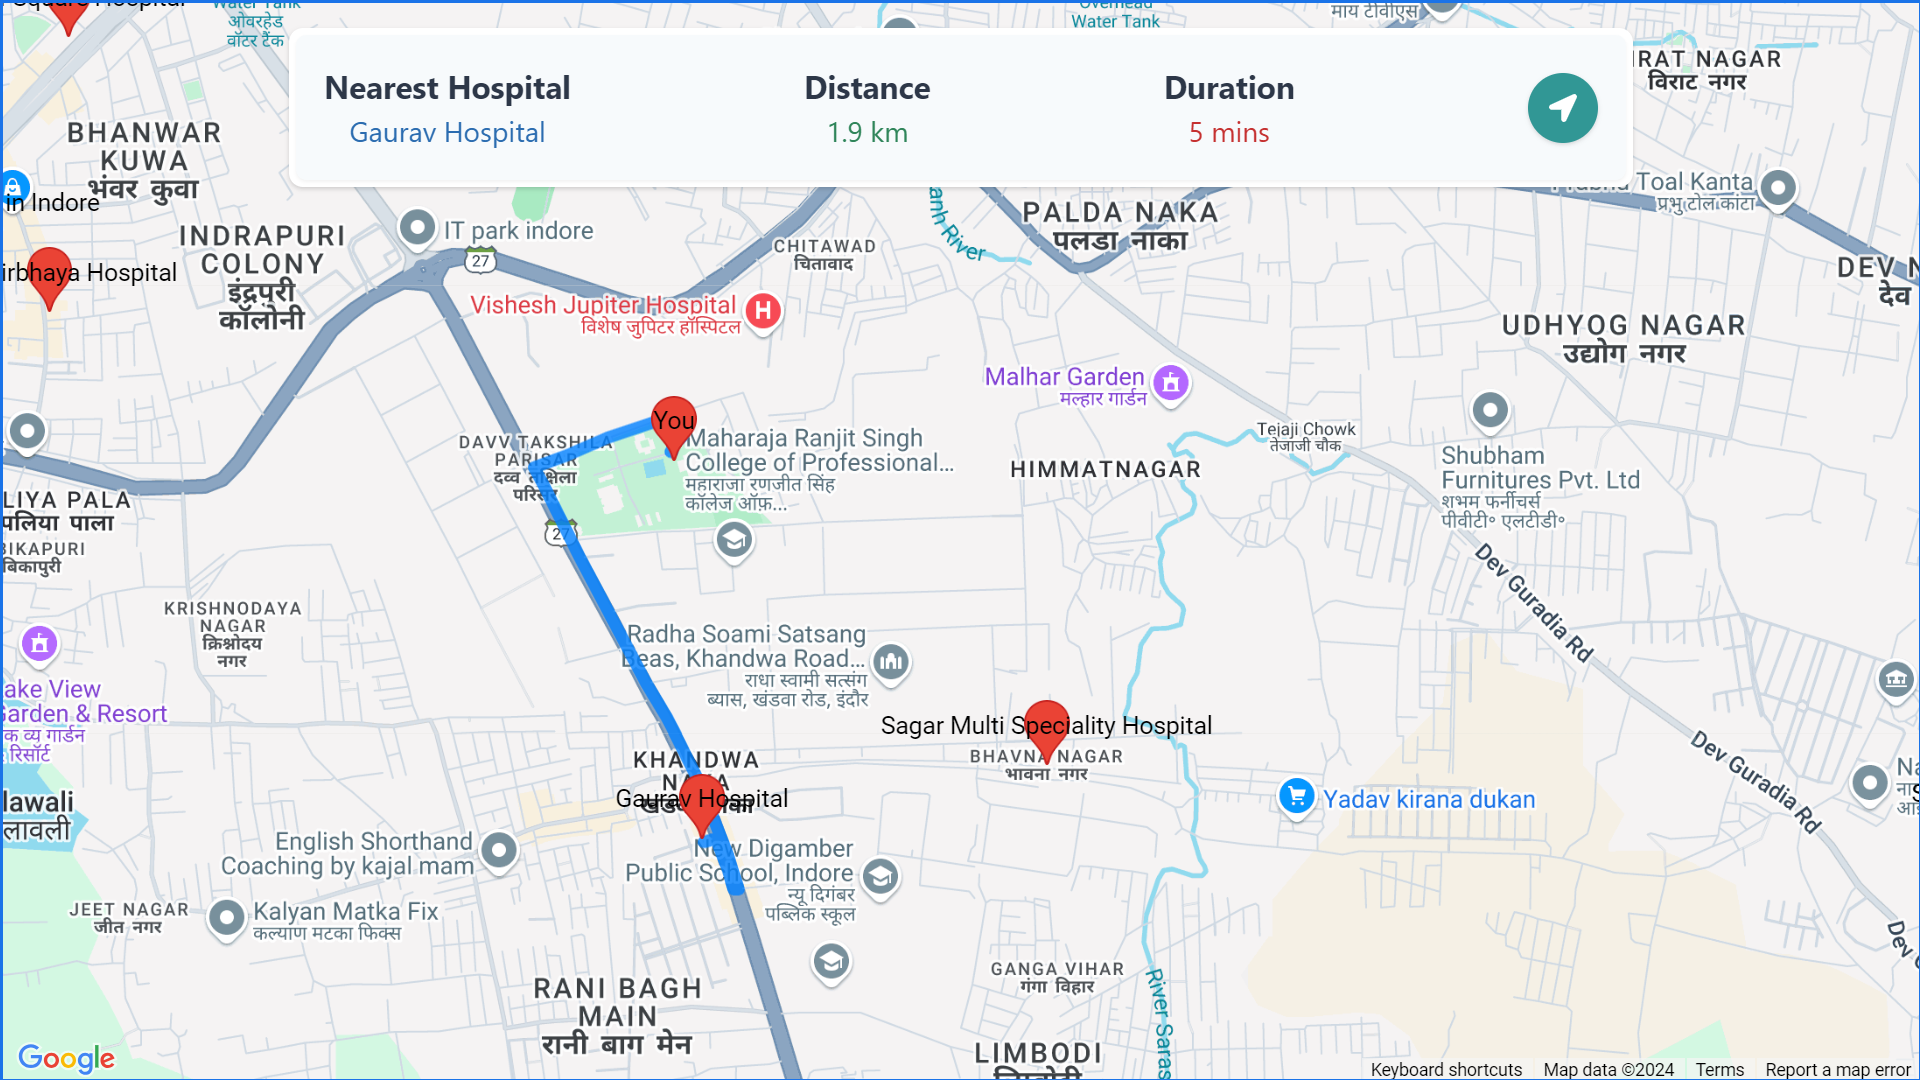 Square Hospital
Water Tank
ओवरहेड
वॉटर टैंक
Overhead
Water Tank
माय टीवीएस
Nearest Hospital
Gaurav Hospital
Distance
1.9 km
Duration
5 mins
IRAT NAGAR
विराट नगर
BHANWAR
KUWA
भंवर कुवा
in Indore
irbhaya Hospital
INDRAPURI
COLONY
इंद्रपुरी
कॉलोनी
IT park indore
27
CHITAWAD
चितावाद
anh River
PALDA NAKA
पलडा नाका
Prabhu Toal Kanta
प्रभु टोल कांटा
DEV N
देव
Vishesh Jupiter Hospital
विशेष जुपिटर हॉस्पिटल
UDHYOG NAGAR
उद्योग नगर
Malhar Garden
मल्हार गार्डन
You
DAVV TAKSHILA
PARISAR
दव्व तक्षिला
परिसर
27
Maharaja Ranjit Singh
College of Professional...
महाराजा रणजीत सिंह
कॉलेज ऑफ़...
HIMMATNAGAR
Tejaji Chowk
तेजाजी चौक
Shubham
Furnitures Pvt. Ltd
शभम फर्नीचर्स
पीवीटी॰ एलटीडी॰
LIYA PALA
पलिया पाला
BIKAPURI
बिकापुरी
KRISHNODAYA
NAGAR
क्रिश्नोदय
नगर
Radha Soami Satsang
Beas, Khandwa Road...
राधा स्वामी सत्संग
ब्यास, खंडवा रोड, इंदौर
Dev Guradia Rd
ake View
Garden & Resort
क व्य गार्डन
रिसॉर्ट
Sagar Multi Speciality Hospital
BHAVNA NAGAR
भावना नगर
Dev Guradia Rd
KHANDWA
Gaurav Hospital
Yadav kirana dukan
lawali
लावली
English Shorthand
Coaching by kajal.mam
New Digamber
Public School, Indore
न्यू दिगंबर
पब्लिक स्कूल
JEET NAGAR
जीत नगर
Kalyan Matka Fix
कल्याण मटका फिक्स
Dev G
RANI BAGH
MAIN
रानी बाग मेन
GANGA VIHAR
गंगा विहार
River Saras
LIMBODI
Google
Keyboard shortcuts
Map data ©2024
Terms
Report a map error